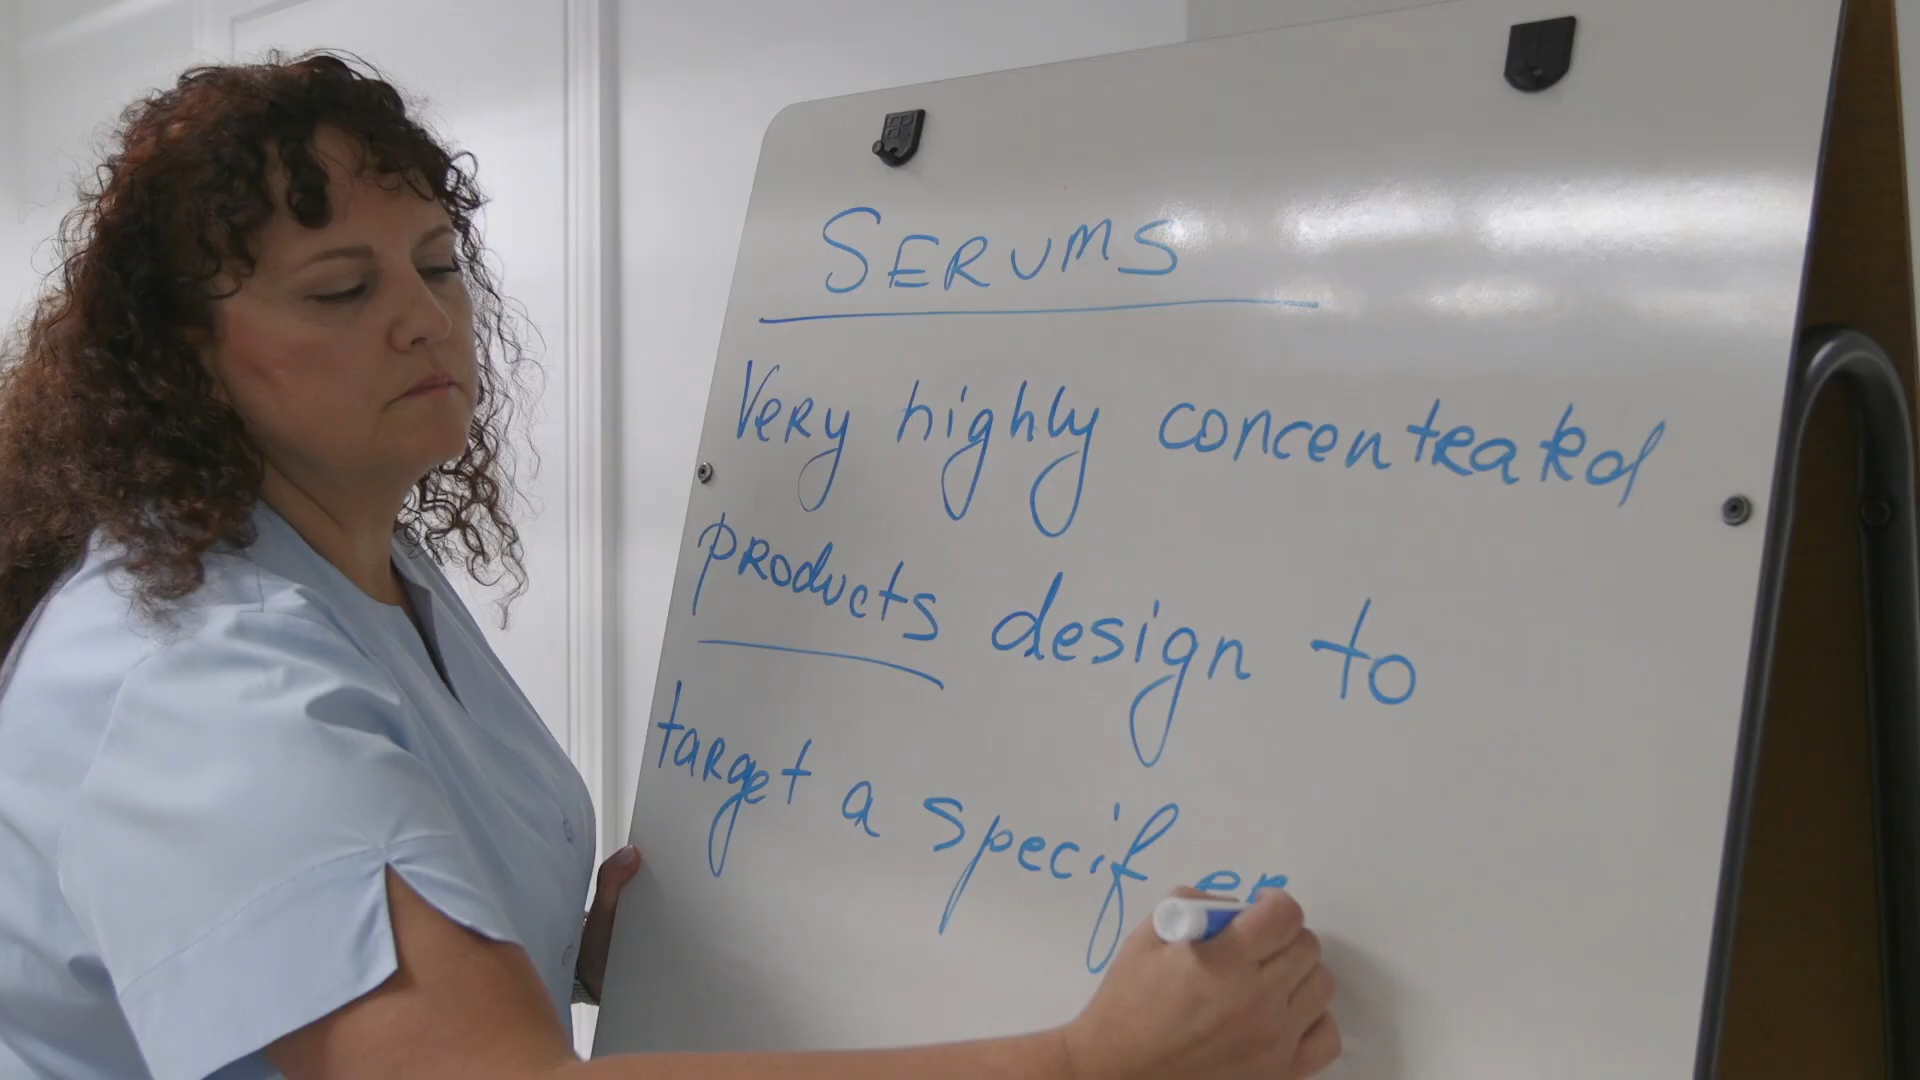 SERUMS
Very highly concentrated
products design to
target a specif